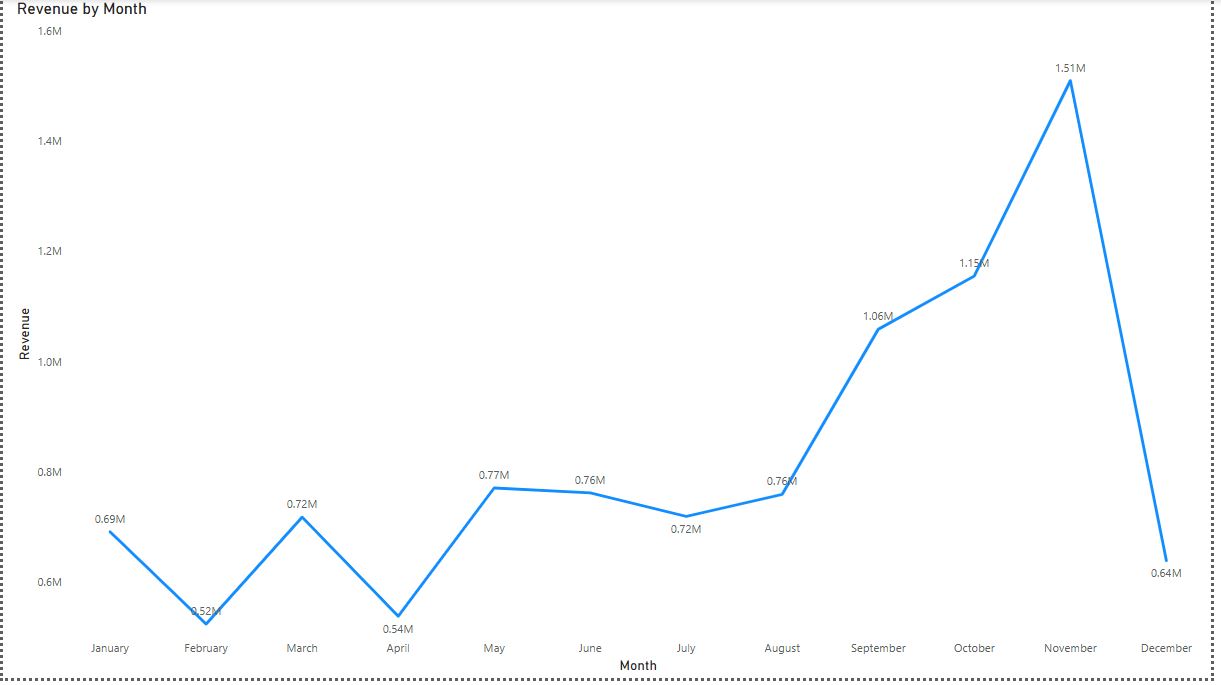 Revenue by Month
1.6M
1.4M
1.2M
1.0M
0.8M
0.6M
Revenue
0.69M
0.52M
0.72M
0.54M
0.77M
0.76M
0.72M
0.76M
1.06M
1.15M
1.51M
0.64M
January February March April May June July August September October November December
Month